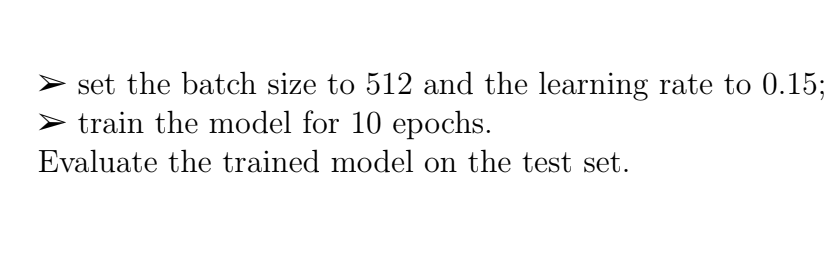 ➢ set the batch size to 512 and the learning rate to 0.15;
➢ train the model for 10 epochs.
Evaluate the trained model on the test set.